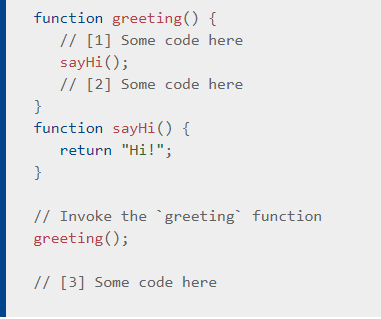 function greeting() {
// [1] Some code here
sayHi();
// [2] Some code here
}
function sayHi() {
return "Hi!";
}
// Invoke the `greeting` function
greeting();
// [3] Some code here